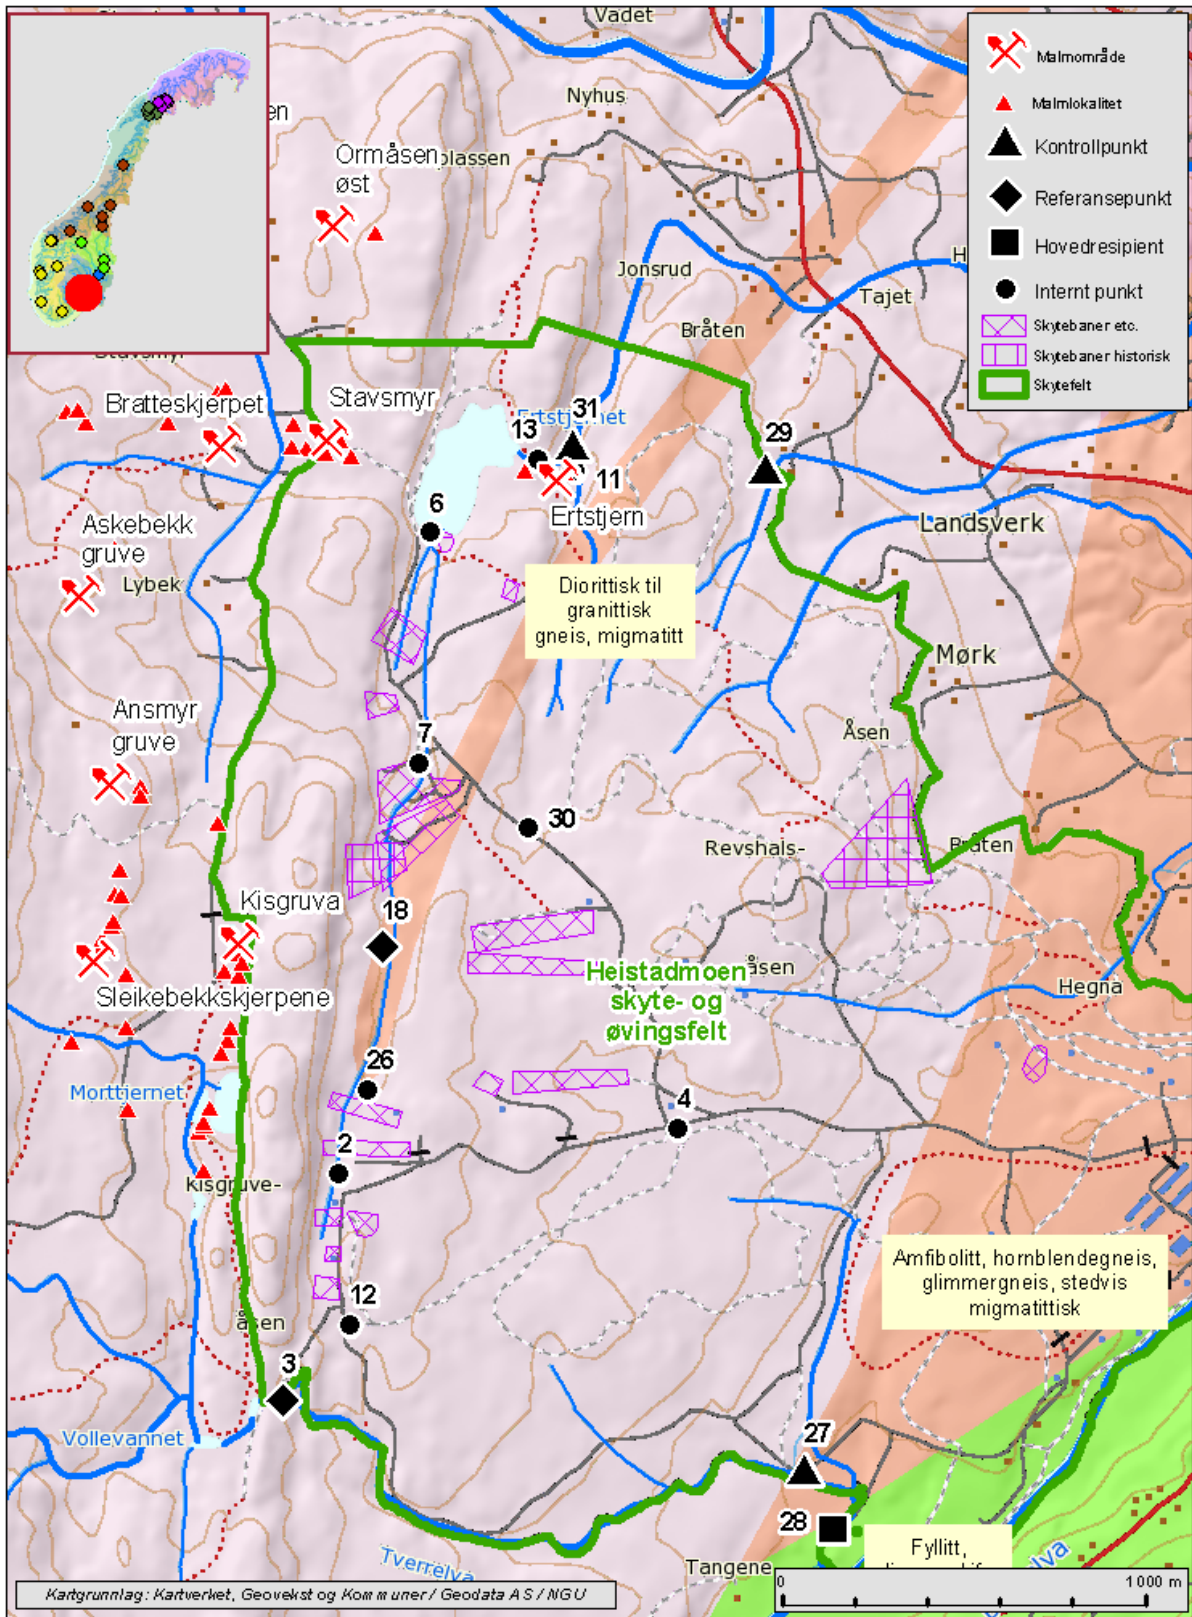 Vadet
Malmområde
Nyhus
Malmlokalitet
Ormåsen
øst
plassen
Kontrollpunkt
Referansepunkt
Hovedresipient
Jonsrud
Tajet
Internt punkt
Bråten
Skytebaner etc.
Skytebaner historisk
Skytefelt
Stavsmyr
Bratteskjerpet
Stavsmyr
Ertstjernet
31
13
29
11
6
Ertstjern
Landsverk
Askebekk
gruve
Lybek
Diorittisk til
granittisk
gneis, migmatitt
Mørk
Ansmyr
gruve
7
Åsen
30
Revshals-
Bråten
Kisgruva
18
Heistadmoen
skyte- og
øvingsfelt
åsen
Hegna
Sleikebekkskjerpene
26
Morttjernet
4
2
Kisgruve-
Amfibolitt, hornblendegneis,
glimmergneis, stedvis
migmatittisk
12
åsen
3
Vollevannet
27
28
Fyllitt,
Tangene
Tverrelva
elva
0
1000 m
Kartgrunnlag: Kartverket, Geovekst og Kommuner / Geodata AS / NGU